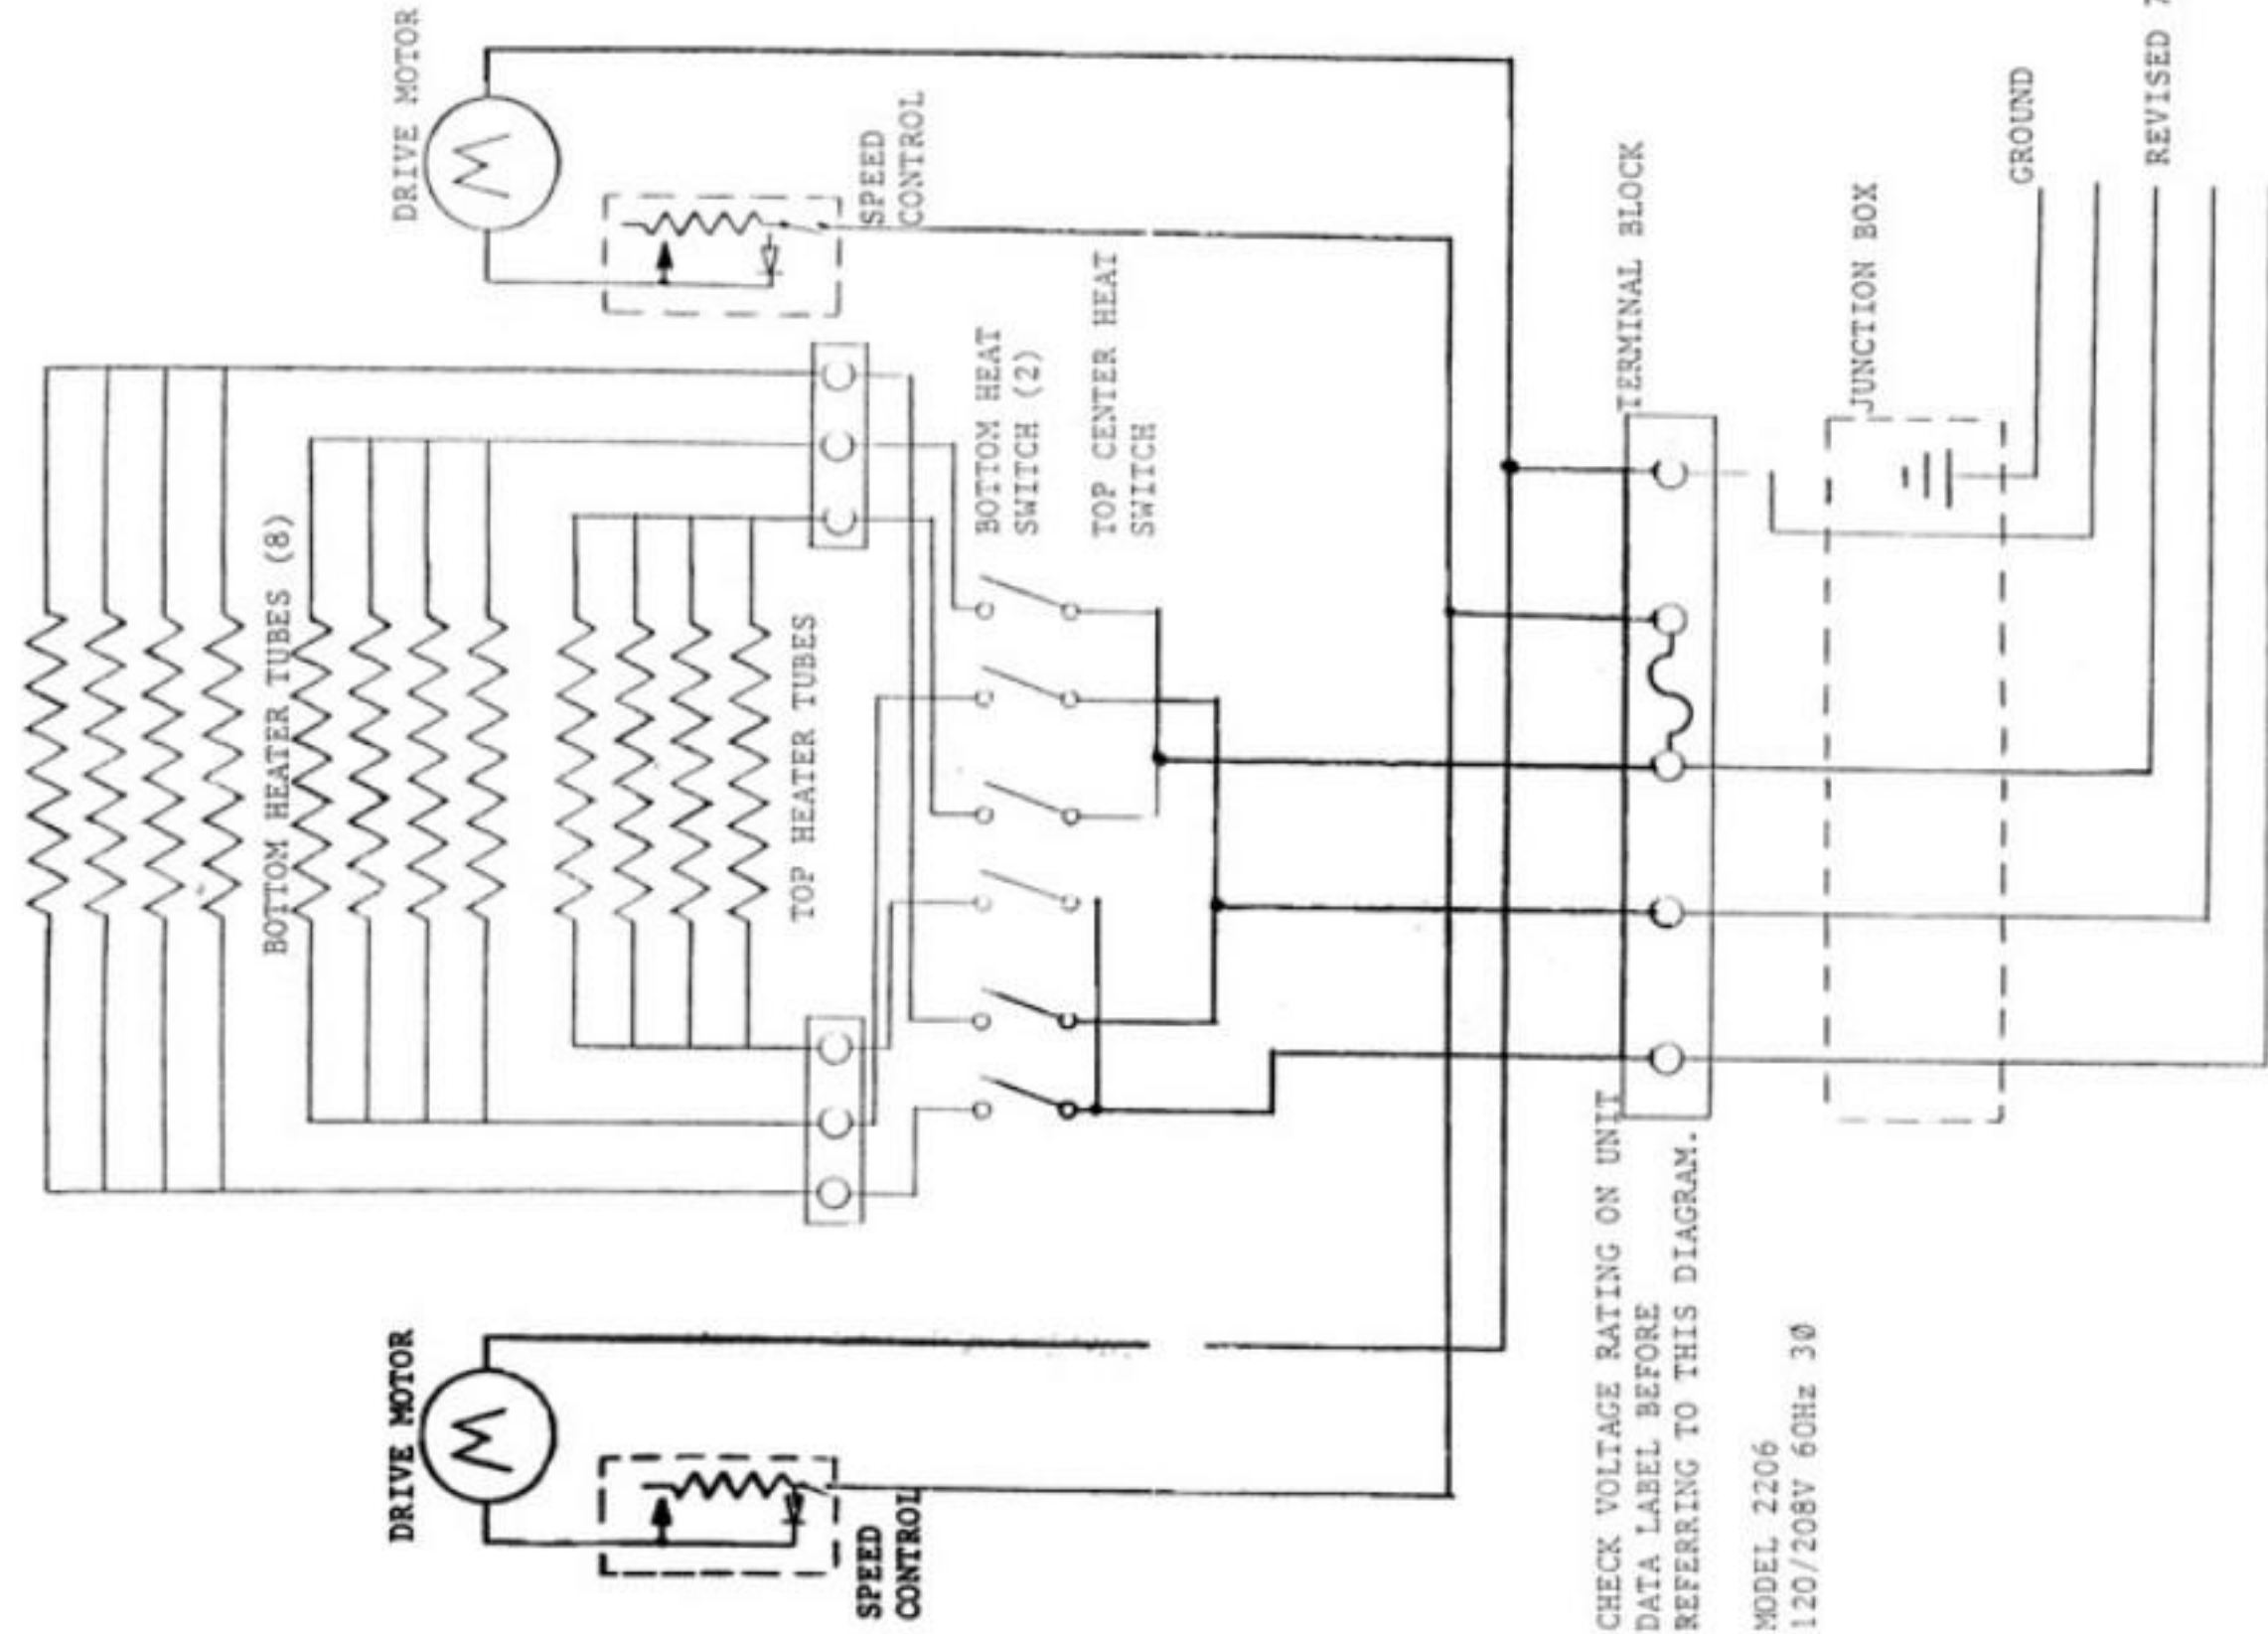 DRIVE MOTOR
SPEED
CONTROL
BOTTOM HEATER TUBES (8)
TOP HEATER TUBES
BOTTOM HEAT
SWITCH (2)
TOP CENTER HEAT
SWITCH
DRIVE MOTOR
SPEED
CONTROL
TERMINAL BLOCK
JUNCTION BOX
GROUND
REVISED
CHECK VOLTAGE RATING ON UNIT
DATA LABEL BEFORE
REFERRING TO THIS DIAGRAM.
MODEL 2206
120/208V 60Hz 3Ø